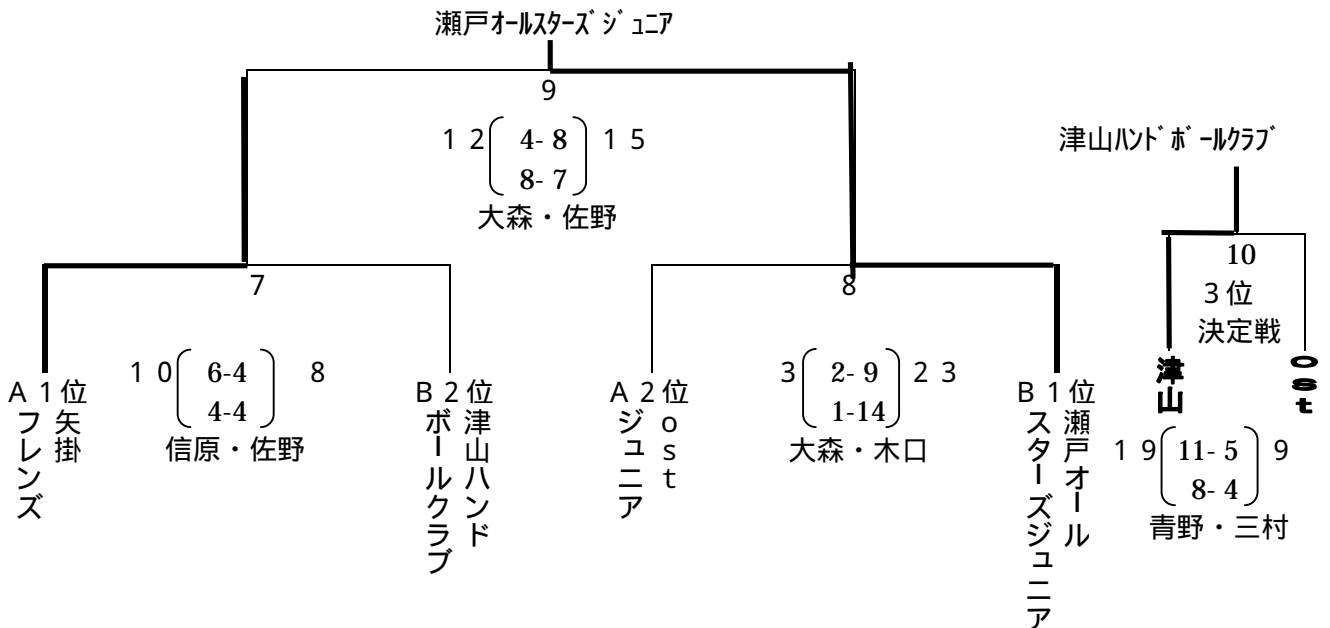 瀬戸ｵｰﾙｽﾀｰｽﾞｼﾞｭﾆｱ
9
12 4-8 15
8-7
大森・佐野
津山ﾊﾝﾄﾞﾎﾞｰﾙｸﾗﾌﾞ
10
3位
決定戦
津山
ost
19 11-5 9
8-4
青野・三村
7
10 6-4 8
4-4
信原・佐野
8
3 2-9 23
1-14
大森・木口
A1位
矢掛
フレンズ
B2位
津山ハンド
ボールクラブ
A2位
ost
ジュニア
B1位
瀬戸オール
スターズジュニア